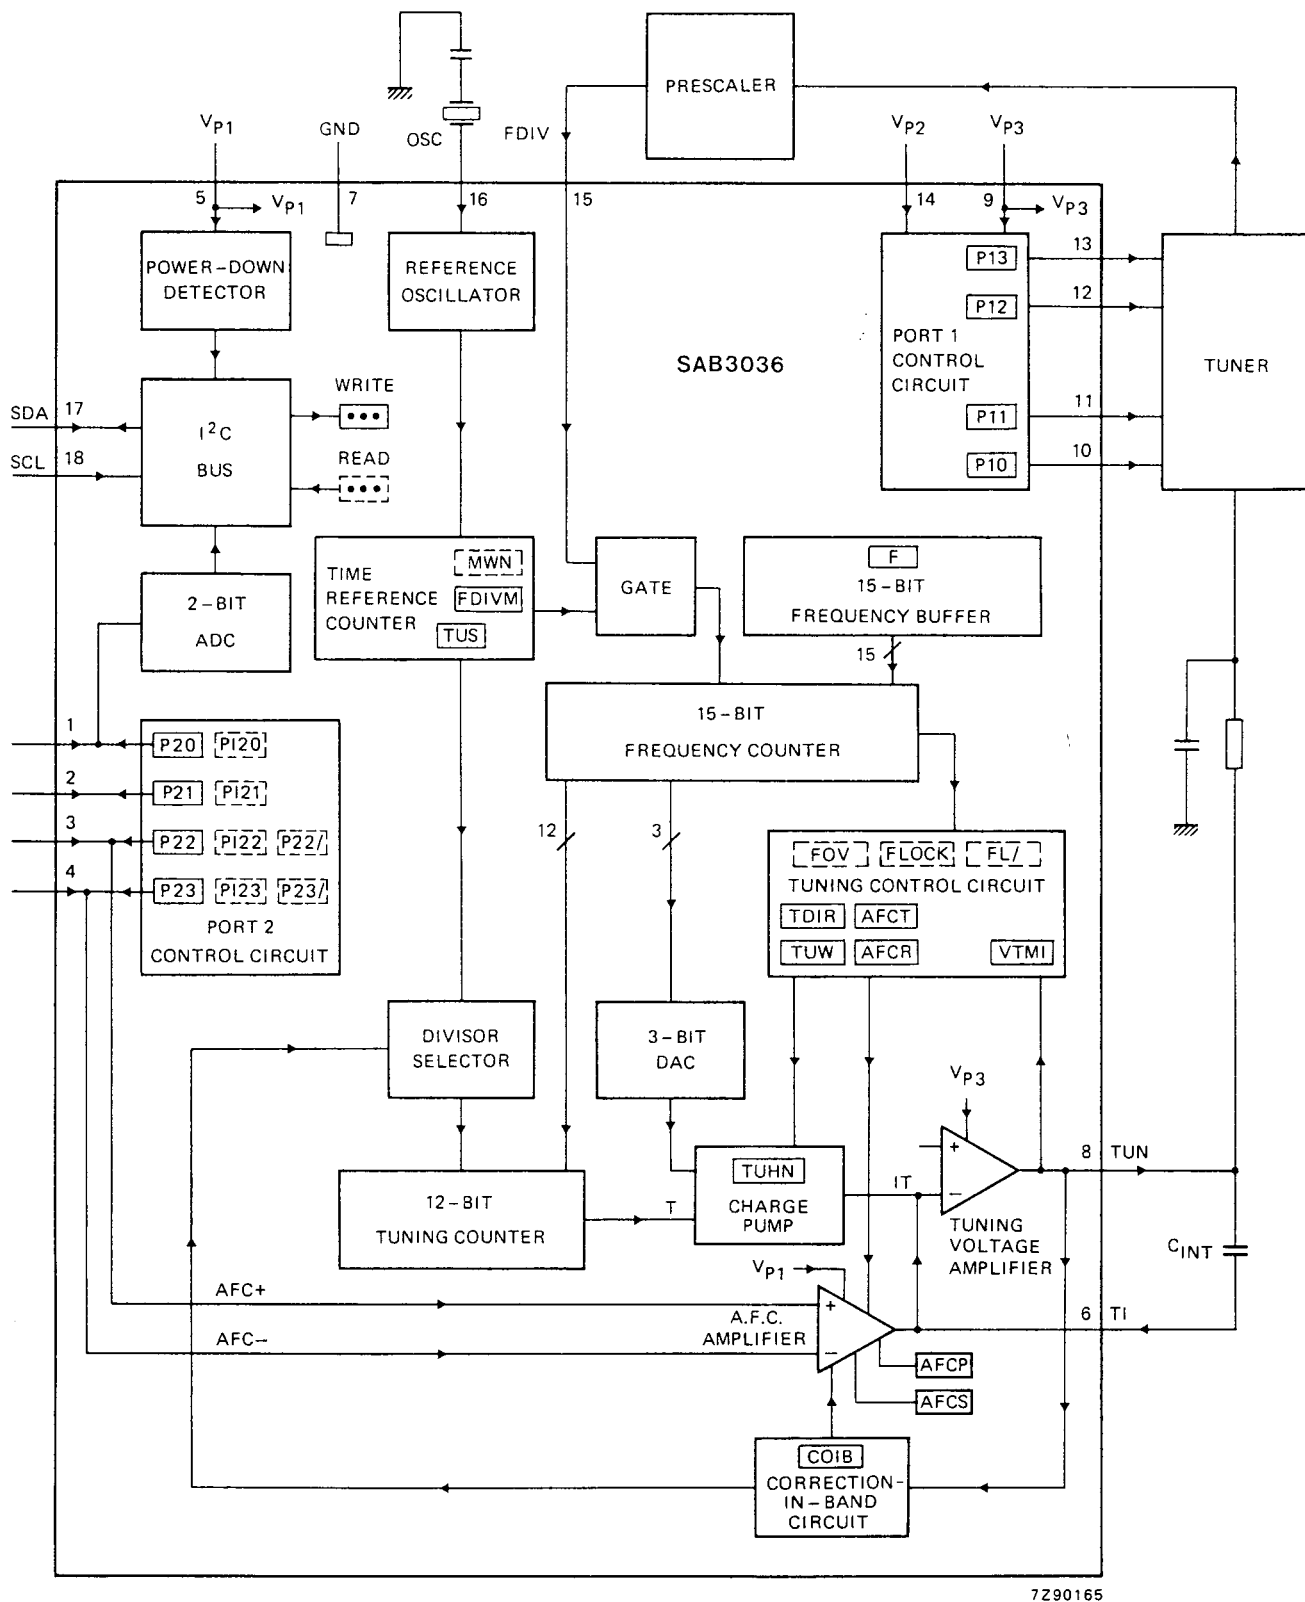 PRESCALER
VP1
GND
OSC
FDIV
VP2
VP3
5
VP1
7
16
15
14
9
VP3
POWER–DOWN
DETECTOR
REFERENCE
OSCILLATOR
SAB3036
PORT 1
CONTROL
CIRCUIT
P13
P12
P11
P10
13
12
11
10
TUNER
SDA
17
SCL
18
I²C
BUS
WRITE
READ
2–BIT
ADC
TIME
REFERENCE
COUNTER
MWN
FDIVM
TUS
GATE
F
15–BIT
FREQUENCY BUFFER
15
15–BIT
FREQUENCY COUNTER
1
2
3
4
P20
PI20
P21
PI21
P22
PI22
P22/
P23
PI23
P23/
PORT 2
CONTROL CIRCUIT
12
3
FOV
FLOCK
FL/
TUNING CONTROL CIRCUIT
TDIR
AFCT
TUW
AFCR
VTMI
DIVISOR
SELECTOR
3–BIT
DAC
VP3
+
–
8
TUN
12–BIT
TUNING COUNTER
T
TUHN
CHARGE
PUMP
IT
TUNING
VOLTAGE
AMPLIFIER
CINT
VP1
AFC+
AFC–
A.F.C.
AMPLIFIER
+
–
6
TI
AFCP
AFCS
COIB
CORRECTION–
IN–BAND
CIRCUIT
7Z90165